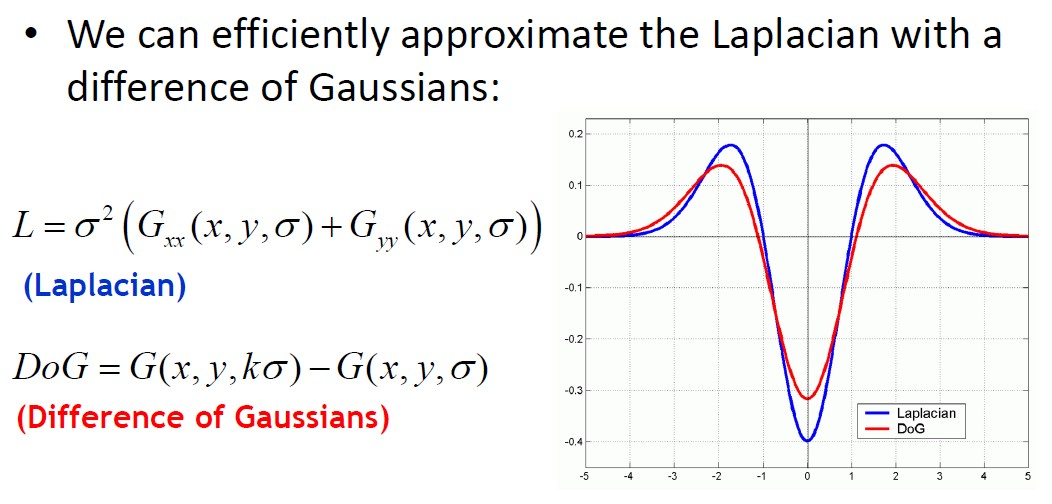 • We can efficiently approximate the Laplacian with a
difference of Gaussians:
L = σ² (Gxx(x, y, σ) + Gyy(x, y, σ))
(Laplacian)
DoG = G(x, y, kσ) − G(x, y, σ)
(Difference of Gaussians)
0.2
0.1
0
-0.1
-0.2
-0.3
-0.4
-5 -4 -3 -2 -1 0 1 2 3 4 5
Laplacian
DoG